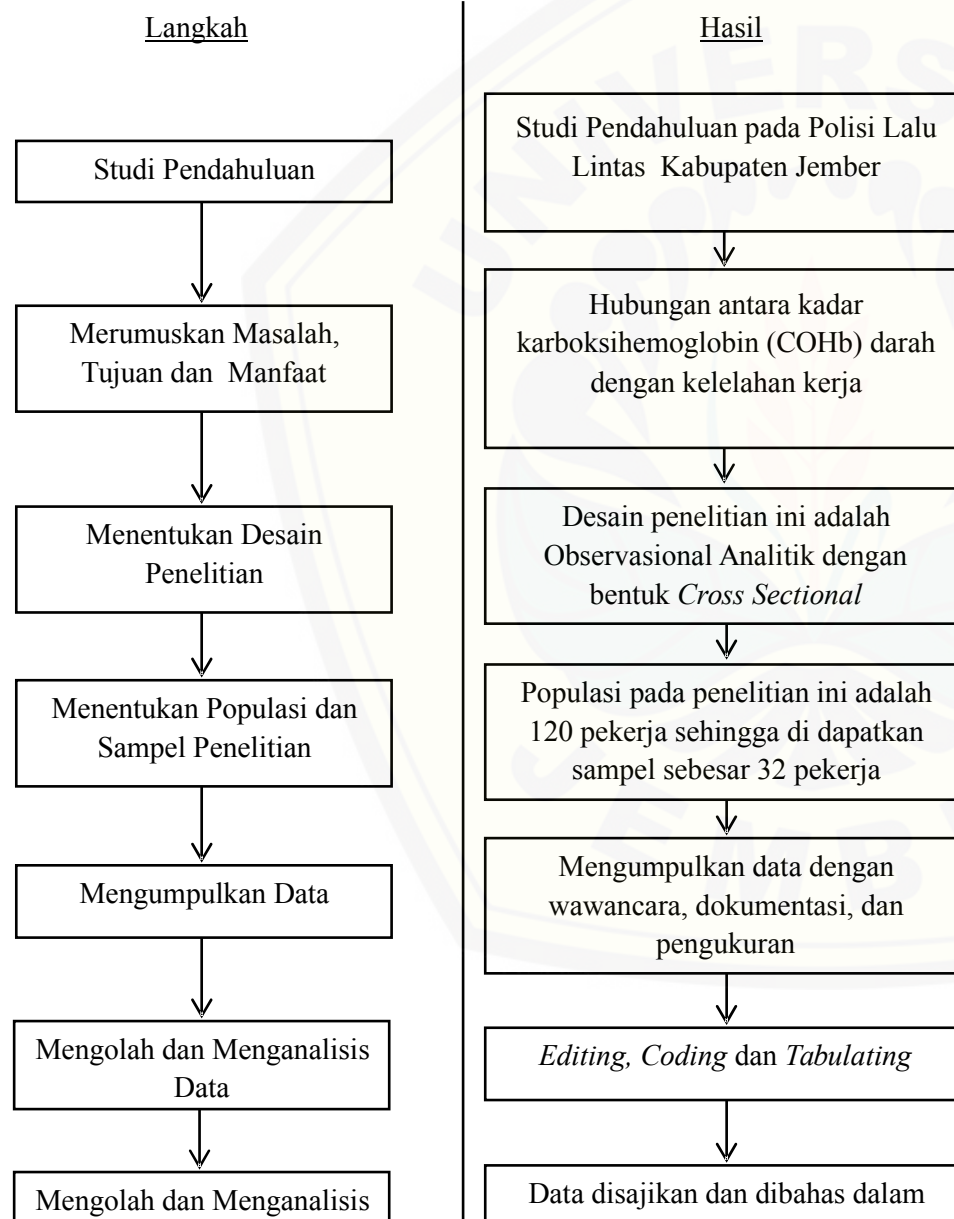 Langkah
Studi Pendahuluan
Merumuskan Masalah,
Tujuan dan Manfaat
Menentukan Desain
Penelitian
Menentukan Populasi dan
Sampel Penelitian
Mengumpulkan Data
Mengolah dan Menganalisis
Data
Mengolah dan Menganalisis
Hasil
Studi Pendahuluan pada Polisi Lalu
Lintas Kabupaten Jember
Hubungan antara kadar
karboksihemoglobin (COHb) darah
dengan kelelahan kerja
Desain penelitian ini adalah
Observasional Analitik dengan
bentuk Cross Sectional
Populasi pada penelitian ini adalah
120 pekerja sehingga di dapatkan
sampel sebesar 32 pekerja
Mengumpulkan data dengan
wawancara, dokumentasi, dan
pengukuran
Editing, Coding dan Tabulating
Data disajikan dan dibahas dalam